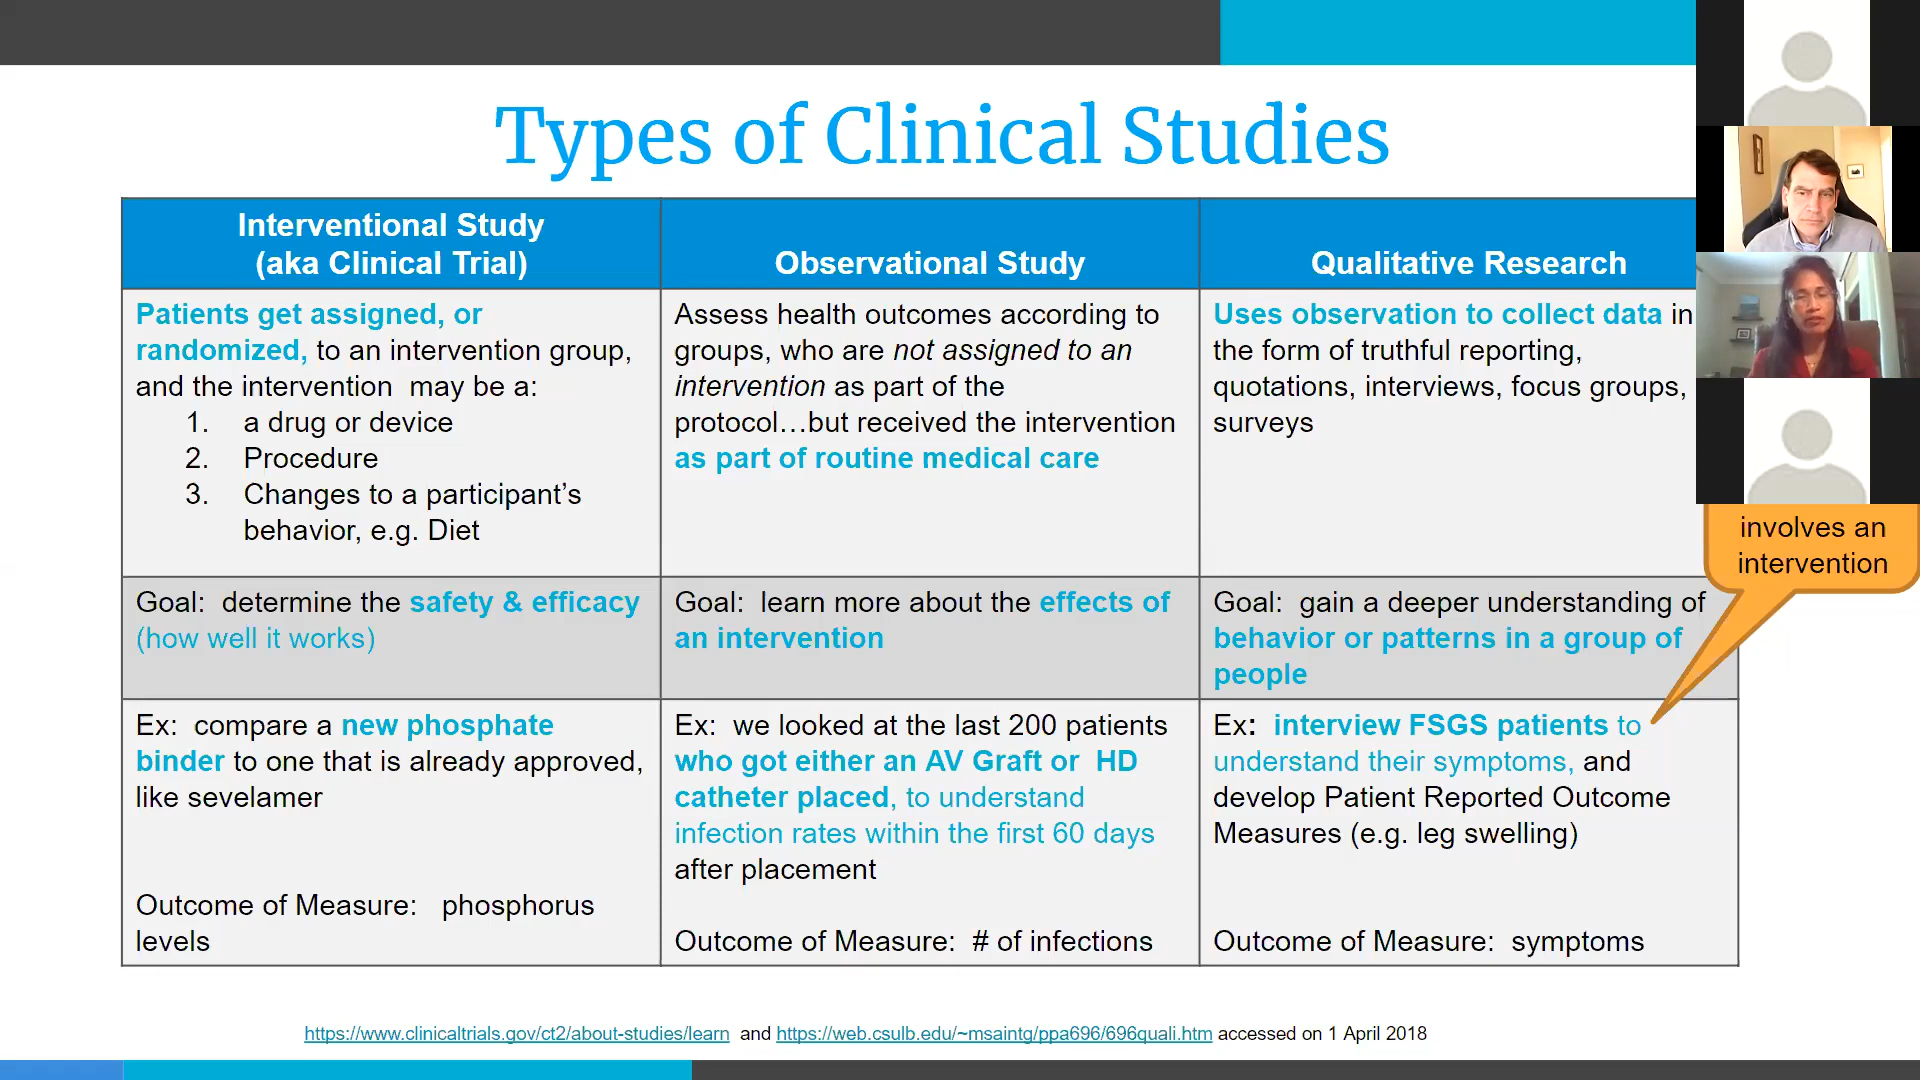 Types of Clinical Studies
Interventional Study
(aka Clinical Trial)
Observational Study
Qualitative Research
Patients get assigned, or
randomized, to an intervention group,
and the intervention may be a:
1. a drug or device
2. Procedure
3. Changes to a participant’s
behavior, e.g. Diet
Assess health outcomes according to
groups, who are not assigned to an
intervention as part of the
protocol…but received the intervention
as part of routine medical care
Uses observation to collect data in
the form of truthful reporting,
quotations, interviews, focus groups,
surveys
involves an
intervention
Goal: determine the safety & efficacy
(how well it works)
Goal: learn more about the effects of
an intervention
Goal: gain a deeper understanding of
behavior or patterns in a group of
people
Ex: compare a new phosphate
binder to one that is already approved,
like sevelamer
Outcome of Measure: phosphorus
levels
Ex: we looked at the last 200 patients
who got either an AV Graft or HD
catheter placed, to understand
infection rates within the first 60 days
after placement
Outcome of Measure: # of infections
Ex: interview FSGS patients to
understand their symptoms, and
develop Patient Reported Outcome
Measures (e.g. leg swelling)
Outcome of Measure: symptoms
https://www.clinicaltrials.gov/ct2/about-studies/learn and https://web.csulb.edu/~msaintg/ppa696/696quali.htm accessed on 1 April 2018